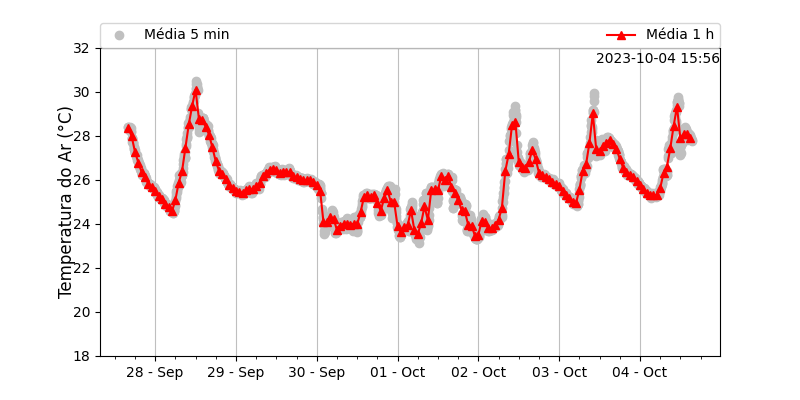 Média 5 min
Média 1 h
2023-10-04 15:56
Temperatura do Ar (°C)
32
30
28
26
24
22
20
18
28 - Sep
29 - Sep
30 - Sep
01 - Oct
02 - Oct
03 - Oct
04 - Oct